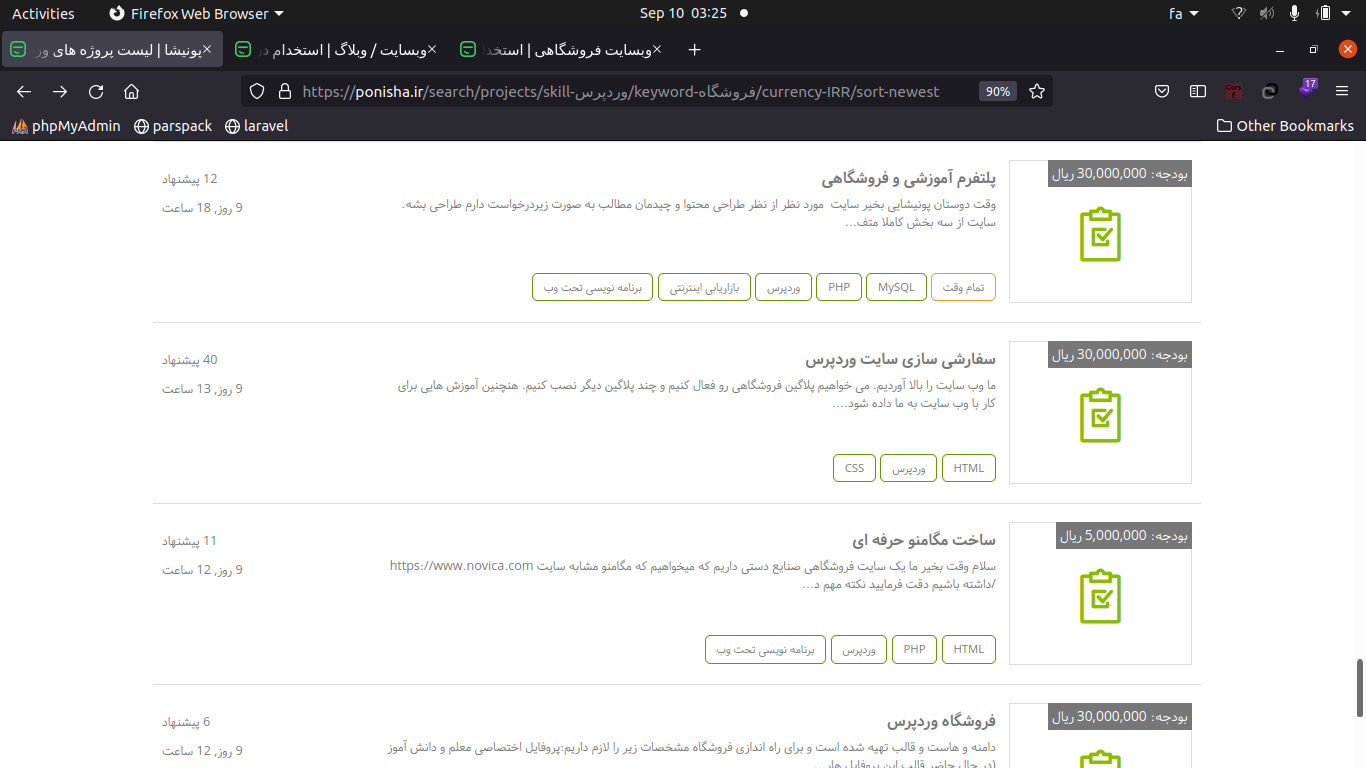 Activities
Firefox Web Browser
Sep 10 03:25
fa
پونیشا | لیست پروژه های ور
وبسایت / وبلاگ | استخدام در
وبسایت فروشگاهی | استخدا
https://ponisha.ir/search/projects/skill-وردپرس/keyword-فروشگاه/currency-IRR/sort-newest
90%
17
phpMyAdmin
parspack
laravel
Other Bookmarks
بودجه: 30,000,000 ریال
پلتفرم آموزشی و فروشگاهی
12 پیشنهاد
وقت دوستان پونیشایی بخیر سایت مورد نظر از نظر طراحی محتوا و چیدمان مطالب به صورت زیردرخواست دارم طراحی بشه.
9 روز, 18 ساعت
سایت از سه بخش کاملا متف...
تمام وقت
MySQL
PHP
وردپرس
بازاریابی اینترنتی
برنامه نویسی تحت وب
بودجه: 30,000,000 ریال
سفارشی سازی سایت وردپرس
40 پیشنهاد
ما وب سایت را بالا آوردیم. می خواهیم پلاگین فروشگاهی رو فعال کنیم و چند پلاگین دیگر نصب کنیم. هنچنین آموزش هایی برای
9 روز, 13 ساعت
کار با وب سایت به ما داده شود....
HTML
وردپرس
CSS
بودجه: 5,000,000 ریال
ساخت مگامنو حرفه ای
11 پیشنهاد
سلام وقت بخیر ما یک سایت فروشگاهی صنایع دستی داریم که میخواهیم که مگامنو مشابه سایت https://www.novica.com
9 روز, 12 ساعت
/داشته باشیم دقت فرمایید نکته مهم د...
HTML
PHP
وردپرس
برنامه نویسی تحت وب
بودجه: 30,000,000 ریال
فروشگاه وردپرس
6 پیشنهاد
دامنه و هاست و قالب تهیه شده است و برای راه اندازی فروشگاه مشخصات زیر را لازم داریم:پروفایل اختصاصی معلم و دانش آموز
9 روز, 12 ساعت
(در حال حاضر قالب این پروفایل هار...